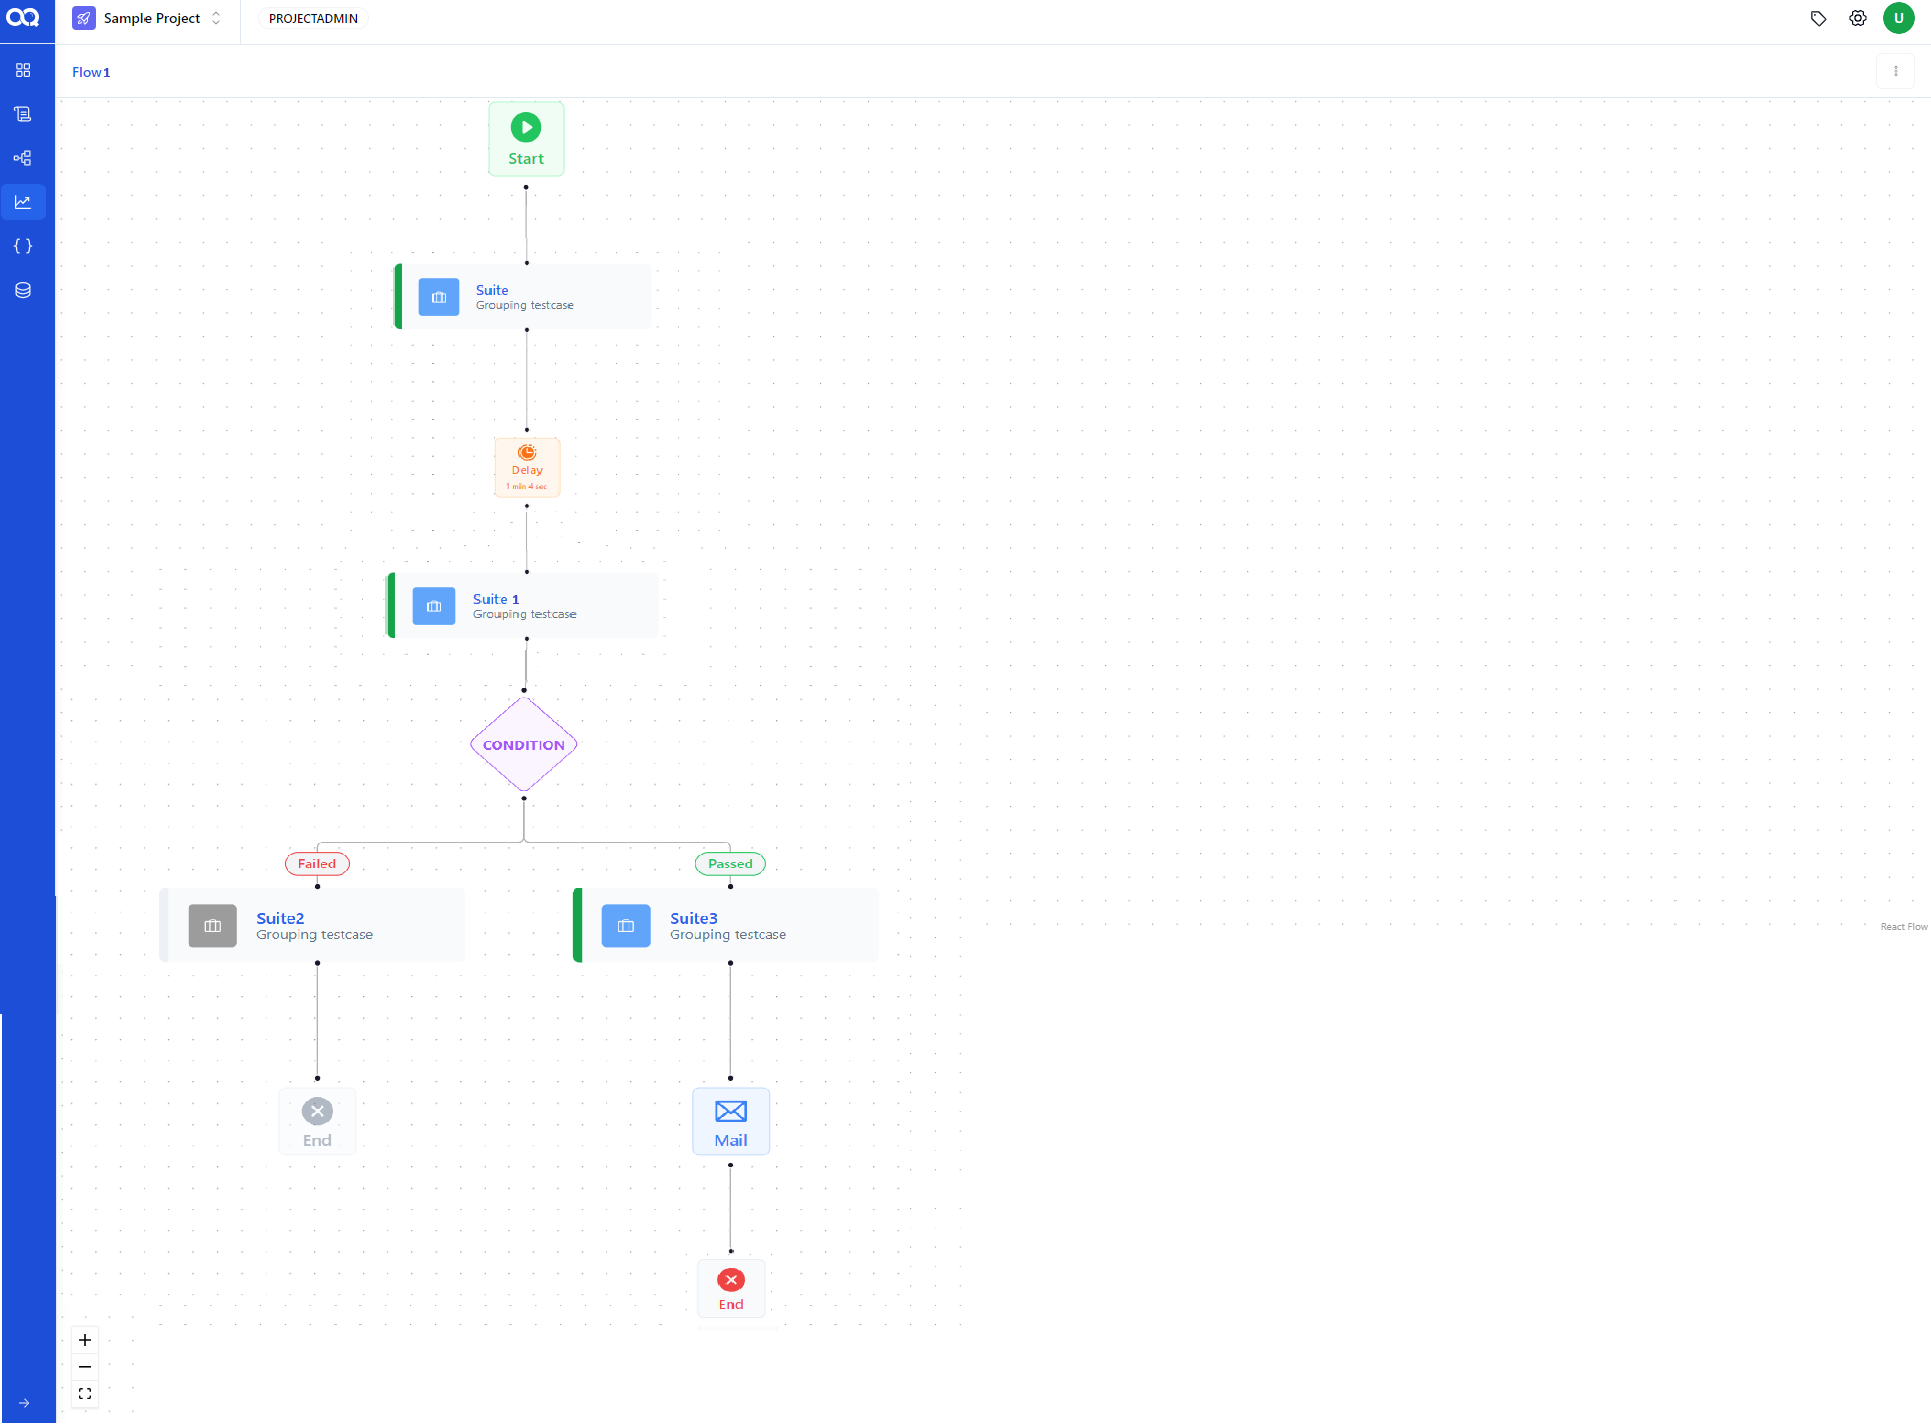 Sample Project
PROJECTADMIN
U
Flow1
Start
Suite
Grouping testcase
Delay
1 min 4 sec
Suite 1
Grouping testcase
CONDITION
Failed
Passed
Suite2
Grouping testcase
Suite3
Grouping testcase
React Flow
End
Mail
End